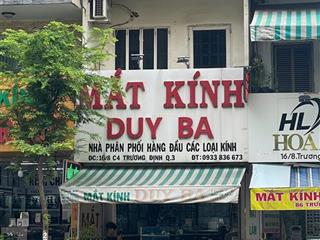 MẮT KÍNH
DUY BA
NHÀ PHÂN PHỐI HÀNG ĐẦU CÁC LOẠI KÍNH
ĐC: 16/8 C4 TRƯƠNG ĐỊNH Q.3 ĐT: 0933 836 673
MẮT KÍNH DUY BA
HL
HOA
16/8. Trương
MẮT KÍNH